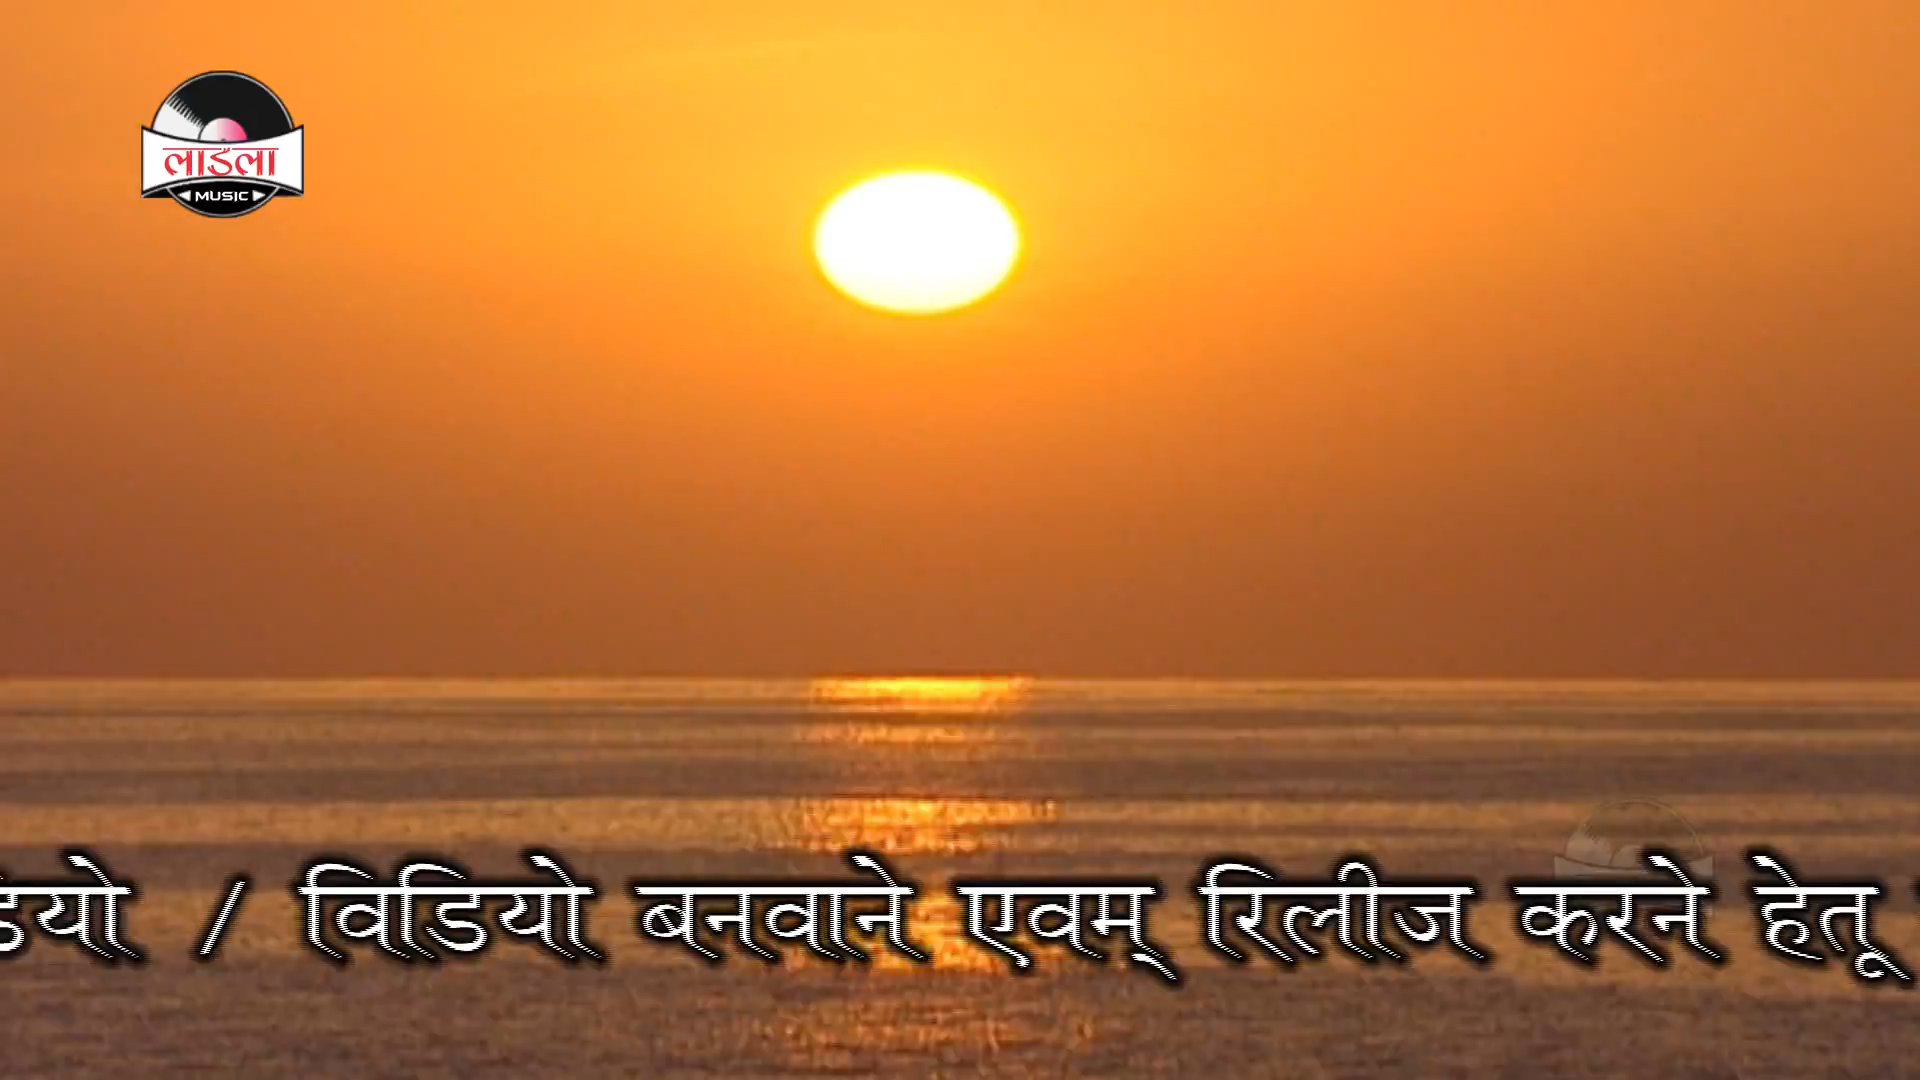 लाडला
MUSIC
डियो / विडियो बनवाने एवम् रिलीज करने हेतू